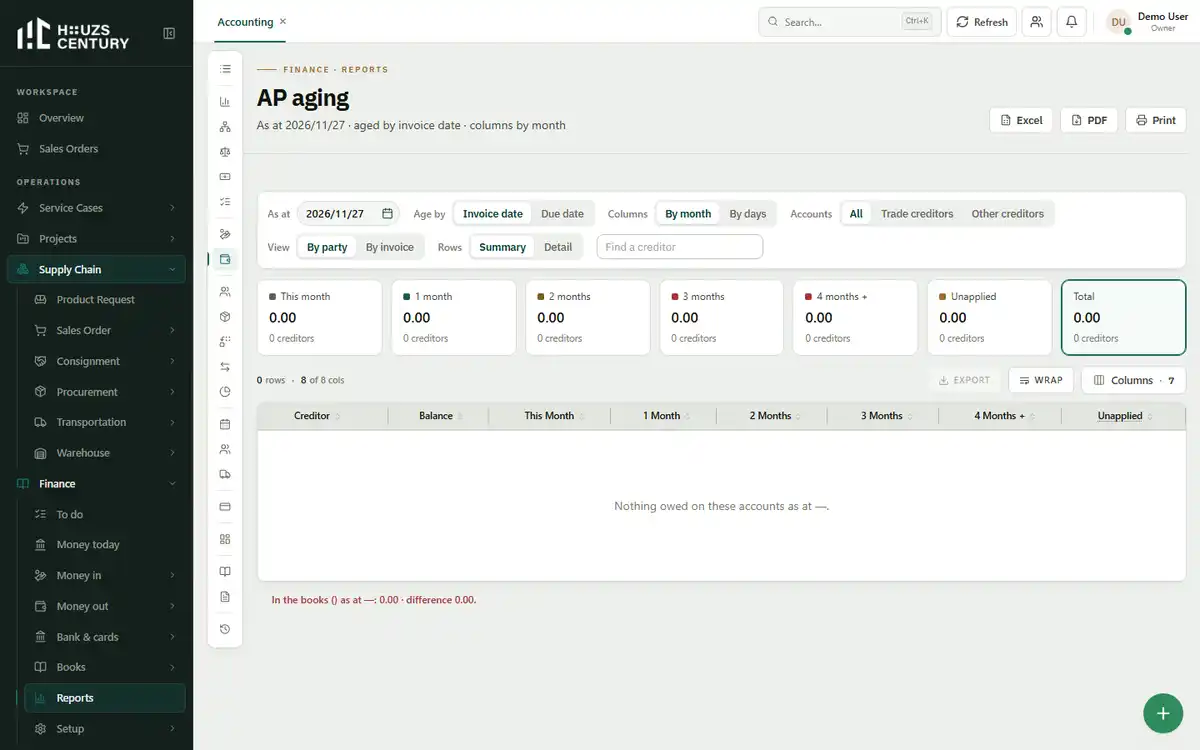 HOUZS
CENTURY
Accounting ×
Search...
Ctrl+K
Refresh
DU
Demo User
Owner
WORKSPACE
Overview
Sales Orders
OPERATIONS
Service Cases
Projects
Supply Chain
Product Request
Sales Order
Consignment
Procurement
Transportation
Warehouse
Finance
To do
Money today
Money in
Money out
Bank & cards
Books
Reports
Setup
FINANCE · REPORTS
AP aging
As at 2026/11/27 · aged by invoice date · columns by month
Excel
PDF
Print
As at 2026/11/27 Age by Invoice date Due date Columns By month By days Accounts All Trade creditors Other creditors
View By party By invoice Rows Summary Detail Find a creditor
This month
0.00
0 creditors
1 month
0.00
0 creditors
2 months
0.00
0 creditors
3 months
0.00
0 creditors
4 months +
0.00
0 creditors
Unapplied
0.00
0 creditors
Total
0.00
0 creditors
0 rows · 8 of 8 cols
EXPORT
WRAP
Columns · 7
Creditor Balance This Month 1 Month 2 Months 3 Months 4 Months + Unapplied
Nothing owed on these accounts as at —.
In the books () as at —: 0.00 · difference 0.00.